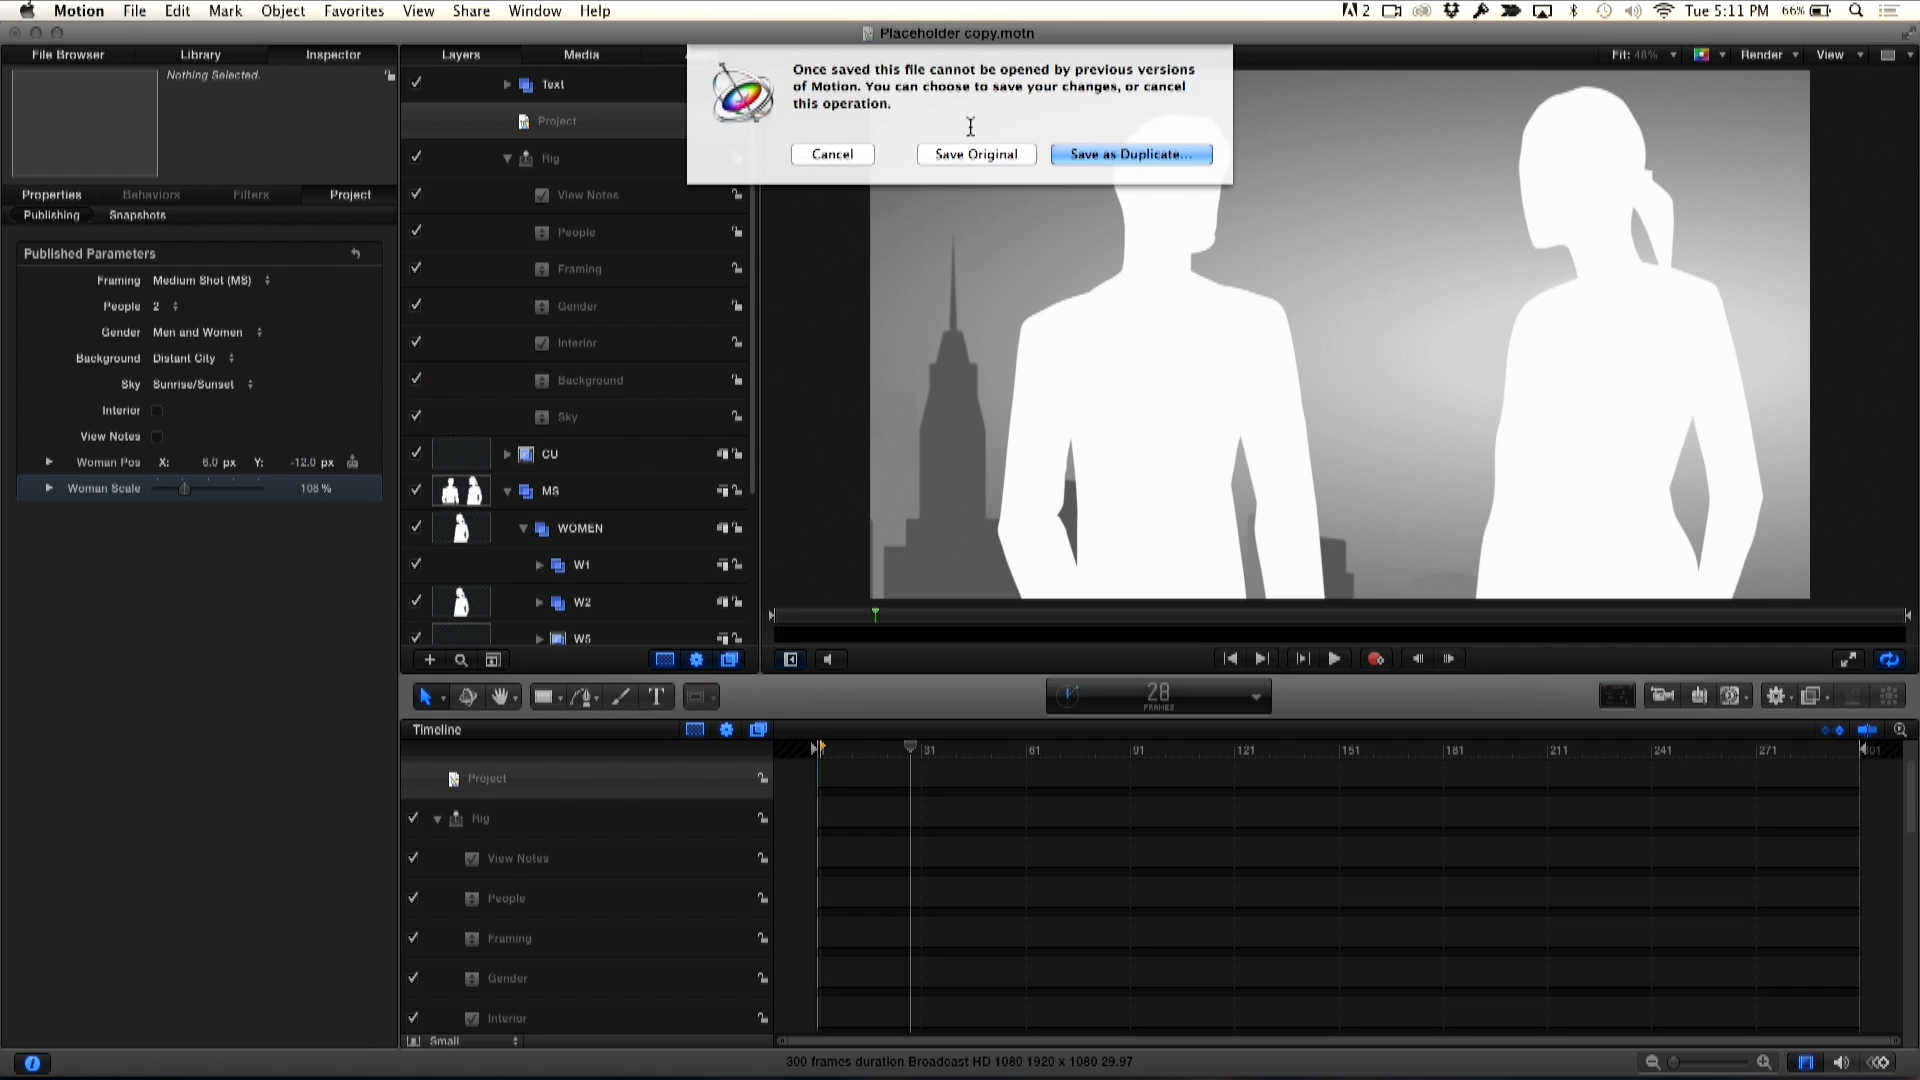 Motion File Edit Mark Object Favorites View Share Window Help
2 Tue 5:11 PM 66%
Placeholder copy.motn
File Browser Library Inspector
Layers Media
Fit: 48% Render View
Nothing Selected.
Once saved this file cannot be opened by previous versions
of Motion. You can choose to save your changes, or cancel
this operation.
Cancel Save Original Save as Duplicate...
Properties Behaviors Filters Project
Publishing Snapshots
Published Parameters
Framing Medium Shot (MS)
People 2
Gender Men and Women
Background Distant City
Sky Sunrise/Sunset
Interior
View Notes
Woman Pos X: 6.0 px Y: -12.0 px
Woman Scale 108 %
Text
Project
Rig
View Notes
People
Framing
Gender
Interior
Background
Sky
CU
MS
WOMEN
W1
W2
W5
T
28
FRAMES
Timeline
31 61 91 121 151 181 211 241 271 301
Project
Rig
View Notes
People
Framing
Gender
Interior
Small
300 frames duration Broadcast HD 1080 1920 x 1080 29.97